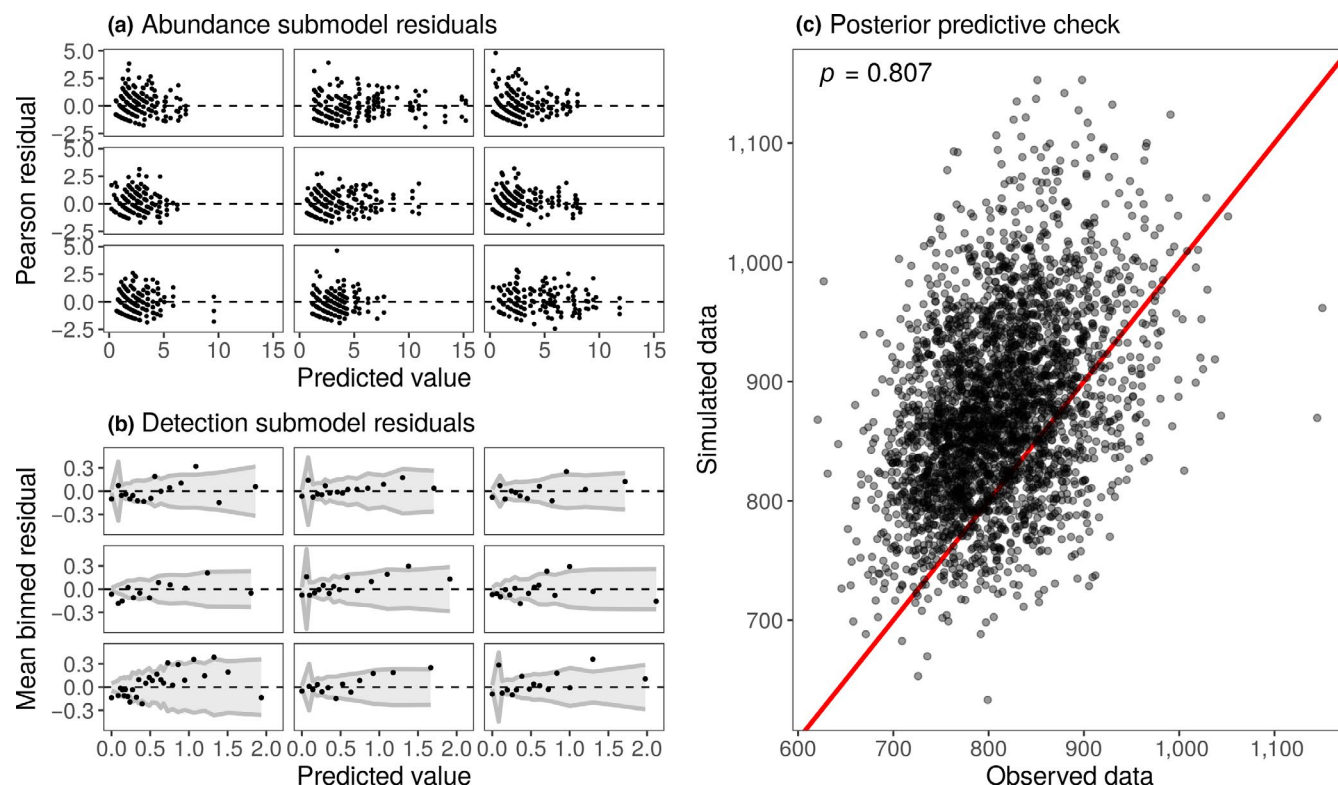 (a) Abundance submodel residuals
5.0
2.5
0.0
−2.5
5.0
2.5
0.0
−2.5
5.0
2.5
0.0
−2.5
Pearson residual
0 5 10 15 0 5 10 15 0 5 10 15
Predicted value
(b) Detection submodel residuals
0.3
0.0
−0.3
0.3
0.0
−0.3
0.3
0.0
−0.3
Mean binned residual
0.0 0.5 1.0 1.5 2.0 0.0 0.5 1.0 1.5 2.0 0.0 0.5 1.0 1.5 2.0
Predicted value
(c) Posterior predictive check
p = 0.807
1,100
1,000
900
800
700
Simulated data
600 700 800 900 1,000 1,100
Observed data